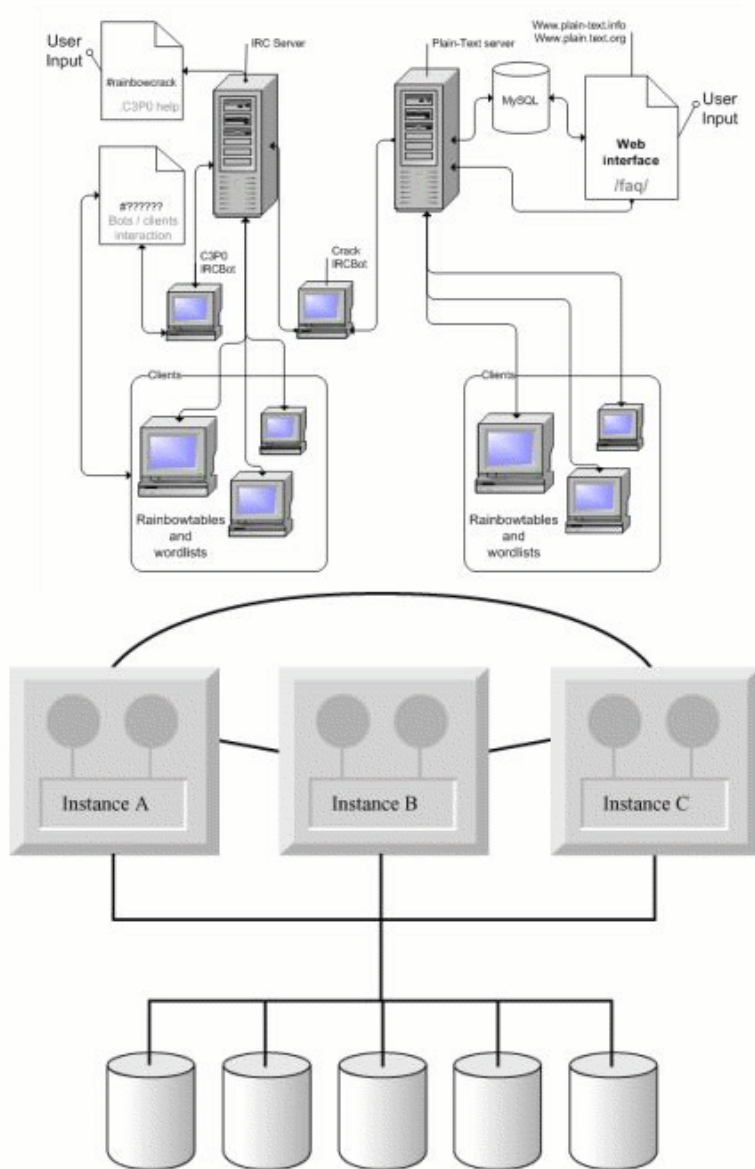 User
Input
#rainbowcrack
.C3P0 help
IRC Server
Plain-Text server
Www.plain-text.info
Www.plain.text.org
MySQL
User
Input
Web
interface
/faq/
#??????
Bots / clients
interaction
C3P0
IRCBot
Crack
IRCBot
Clients
Rainbowtables
and
wordlists
Clients
Rainbowtables
and
wordlists
Instance A
Instance B
Instance C